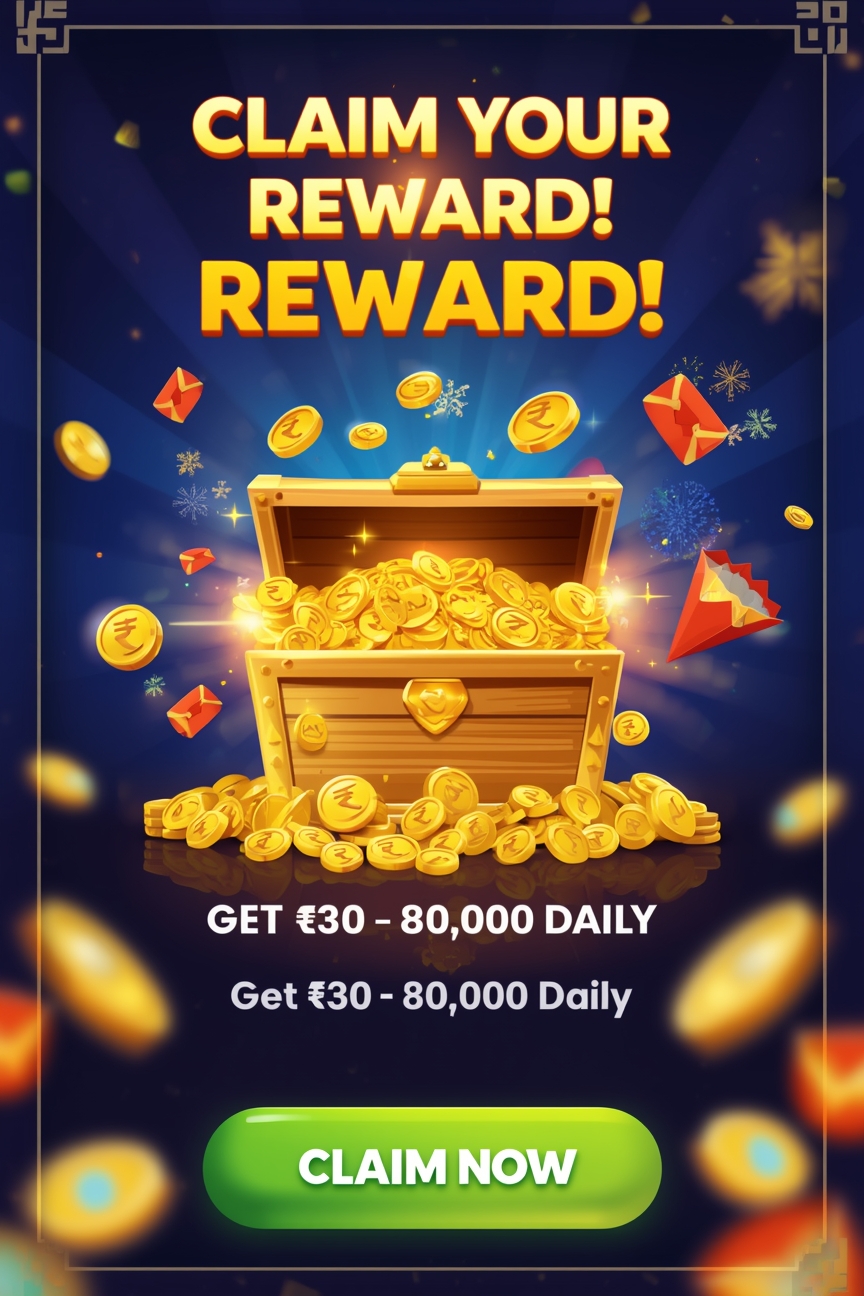 CLAIM YOUR
REWARD!
REWARD!
GET ₹30 – 80,000 DAILY
Get ₹30 - 80,000 Daily
CLAIM NOW